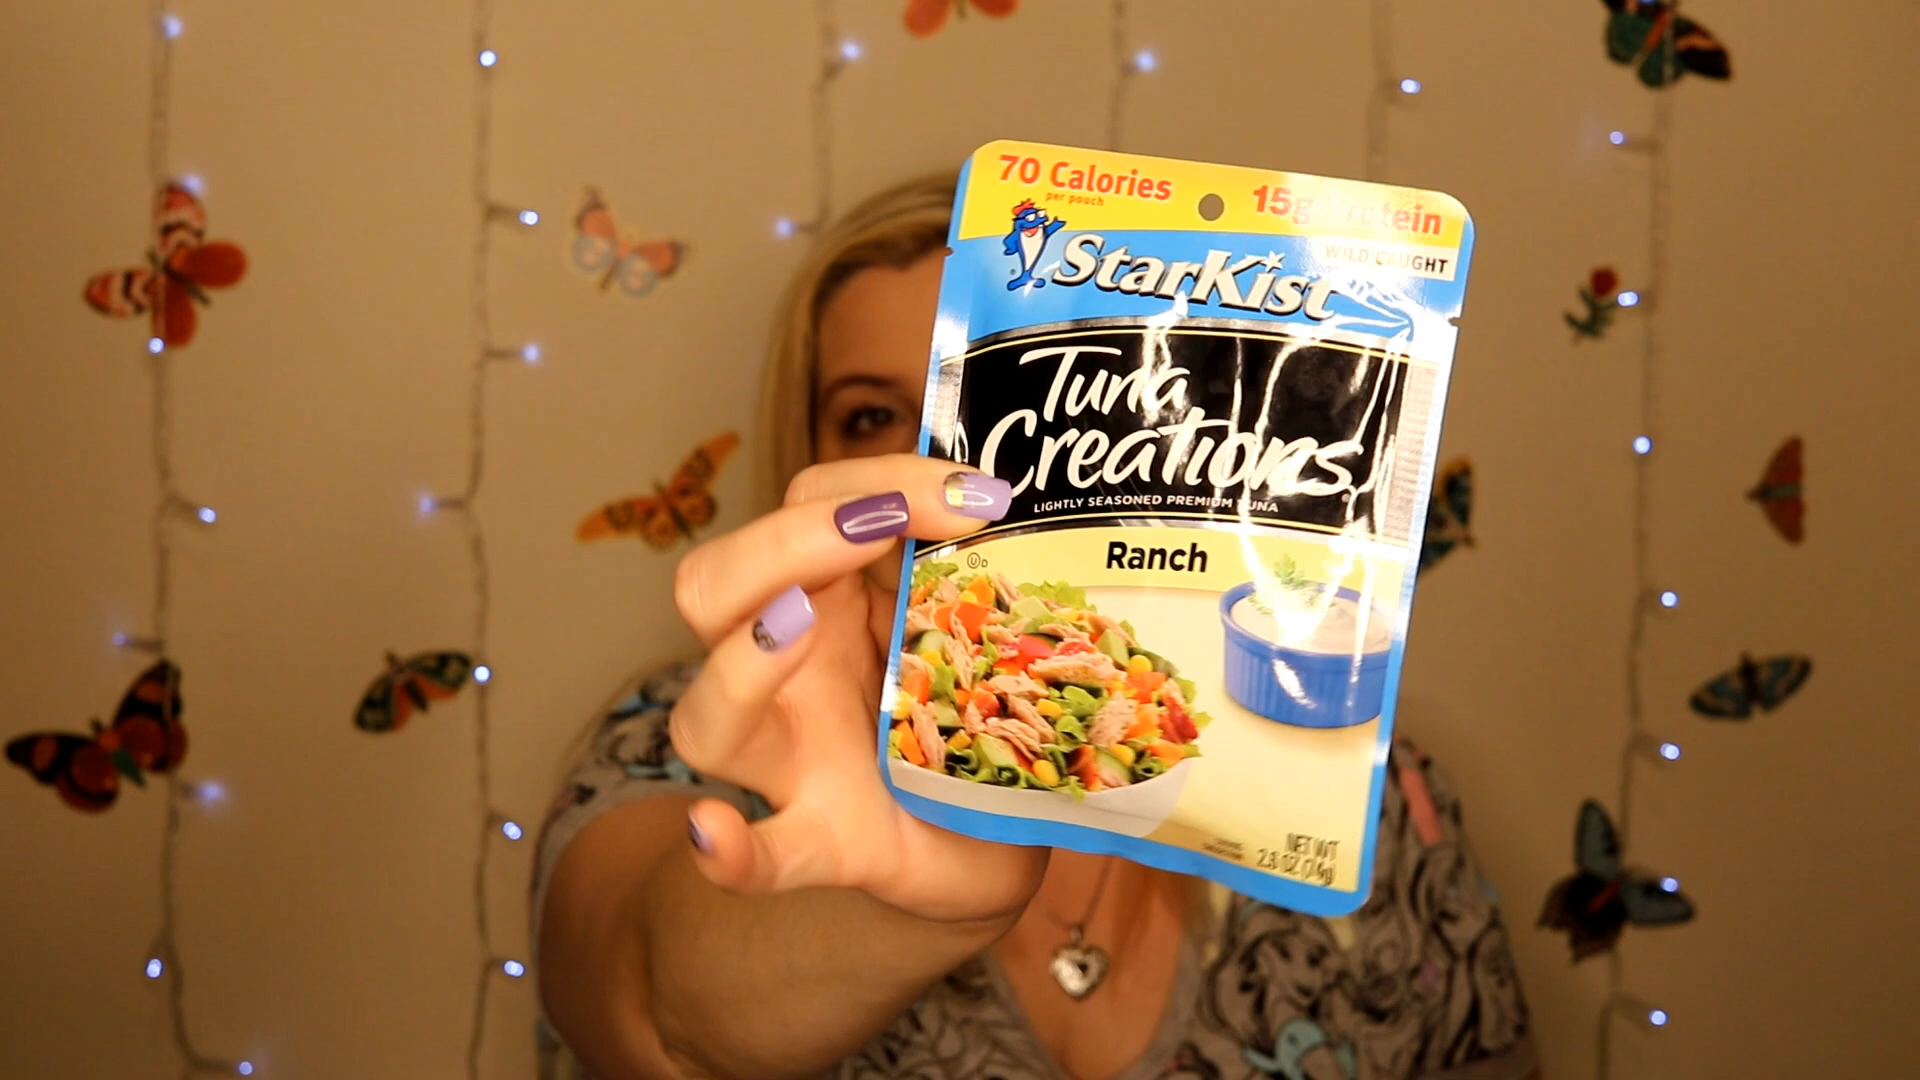 70 Calories
per pouch
15g Protein
WILD CAUGHT
StarKist
Tuna
Creations
LIGHTLY SEASONED PREMIUM TUNA
Ranch
U D
NET WT